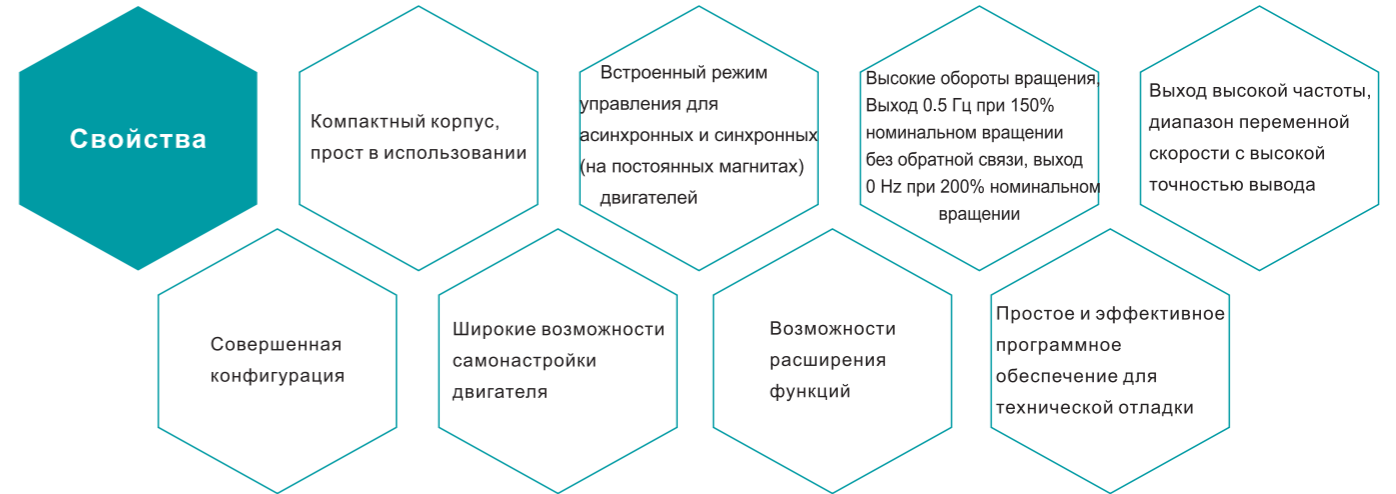 Свойства
Компактный корпус,
прост в использовании
Встроенный режим
управления для
асинхронных и синхронных
(на постоянных магнитах)
двигателей
Высокие обороты вращения,
Выход 0.5 Гц при 150%
номинальном вращении
без обратной связи, выход
0 Hz при 200% номинальном
вращении
Выход высокой частоты,
диапазон переменной
скорости с высокой
точностью вывода
Совершенная
конфигурация
Широкие возможности
самонастройки
двигателя
Возможности
расширения
функций
Простое и эффективное
программное
обеспечение для
технической отладки